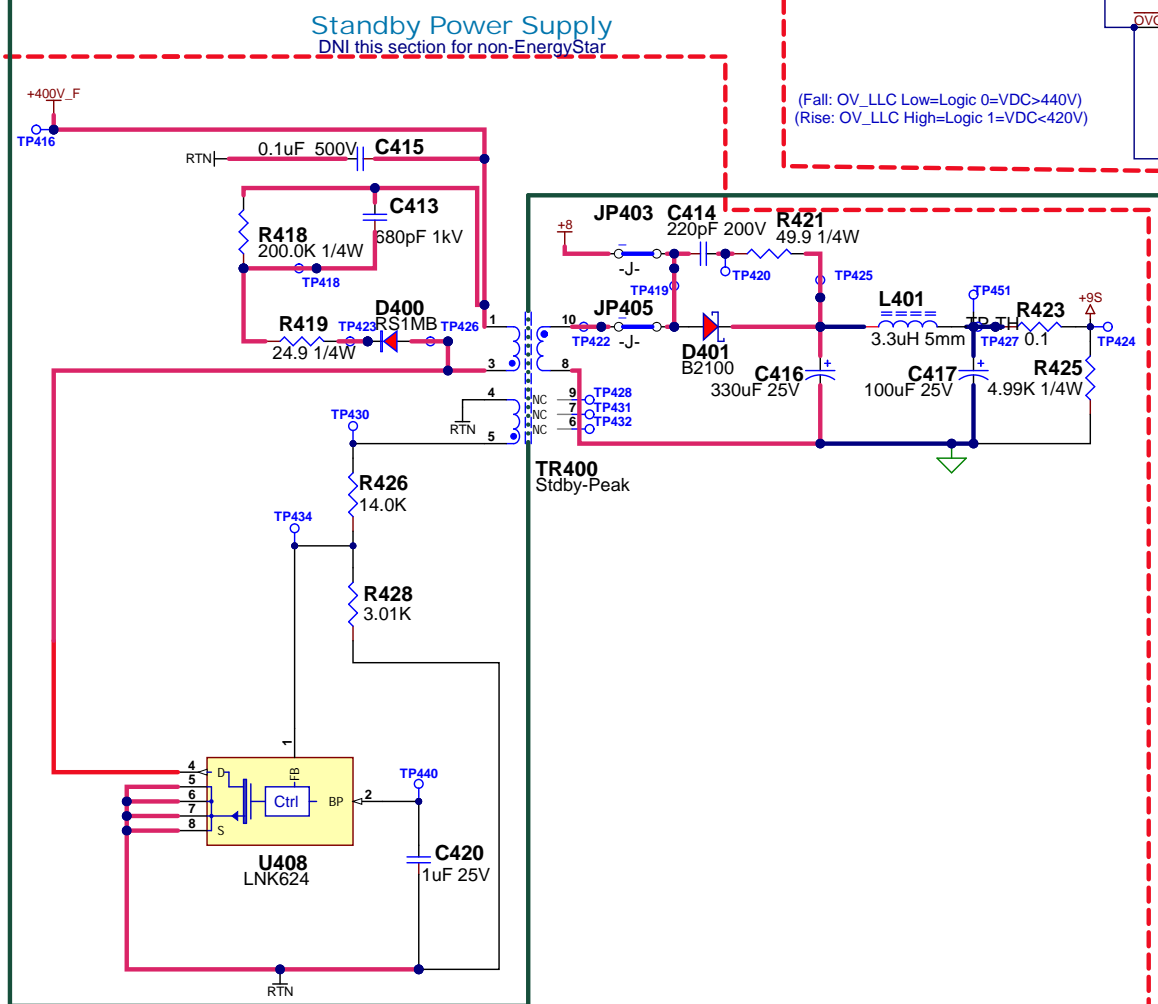 Standby Power Supply
DNI this section for non-EnergyStar
+400V_F
TP416
(Fall: OV_LLC Low=Logic 0=VDC>440V)
(Rise: OV_LLC High=Logic 1=VDC<420V)
RTN
0.1uF 500V
C415
C413
680pF 1kV
R418
200.0K 1/4W
TP418
R419
24.9 1/4W
TP423
D400
RS1MB
TP426
+8
JP403
-J-
C414
220pF 200V
R421
49.9 1/4W
TP420
TP425
TP419
JP405
-J-
TP422
D401
B2100
L401
3.3uH 5mm
TP451
TP_TH
TP427
R423
0.1
+9S
TP424
R425
4.99K 1/4W
C416
330uF 25V
C417
100uF 25V
1
3
4
5
10
8
NC 9 TP428
NC 7 TP431
NC 6 TP432
RTN
TR400
Stdby-Peak
TP430
R426
14.0K
TP434
R428
3.01K
1
4
5
6
7
8
D
S
FB
Ctrl
BP
2
TP440
U408
LNK624
C420
1uF 25V
RTN